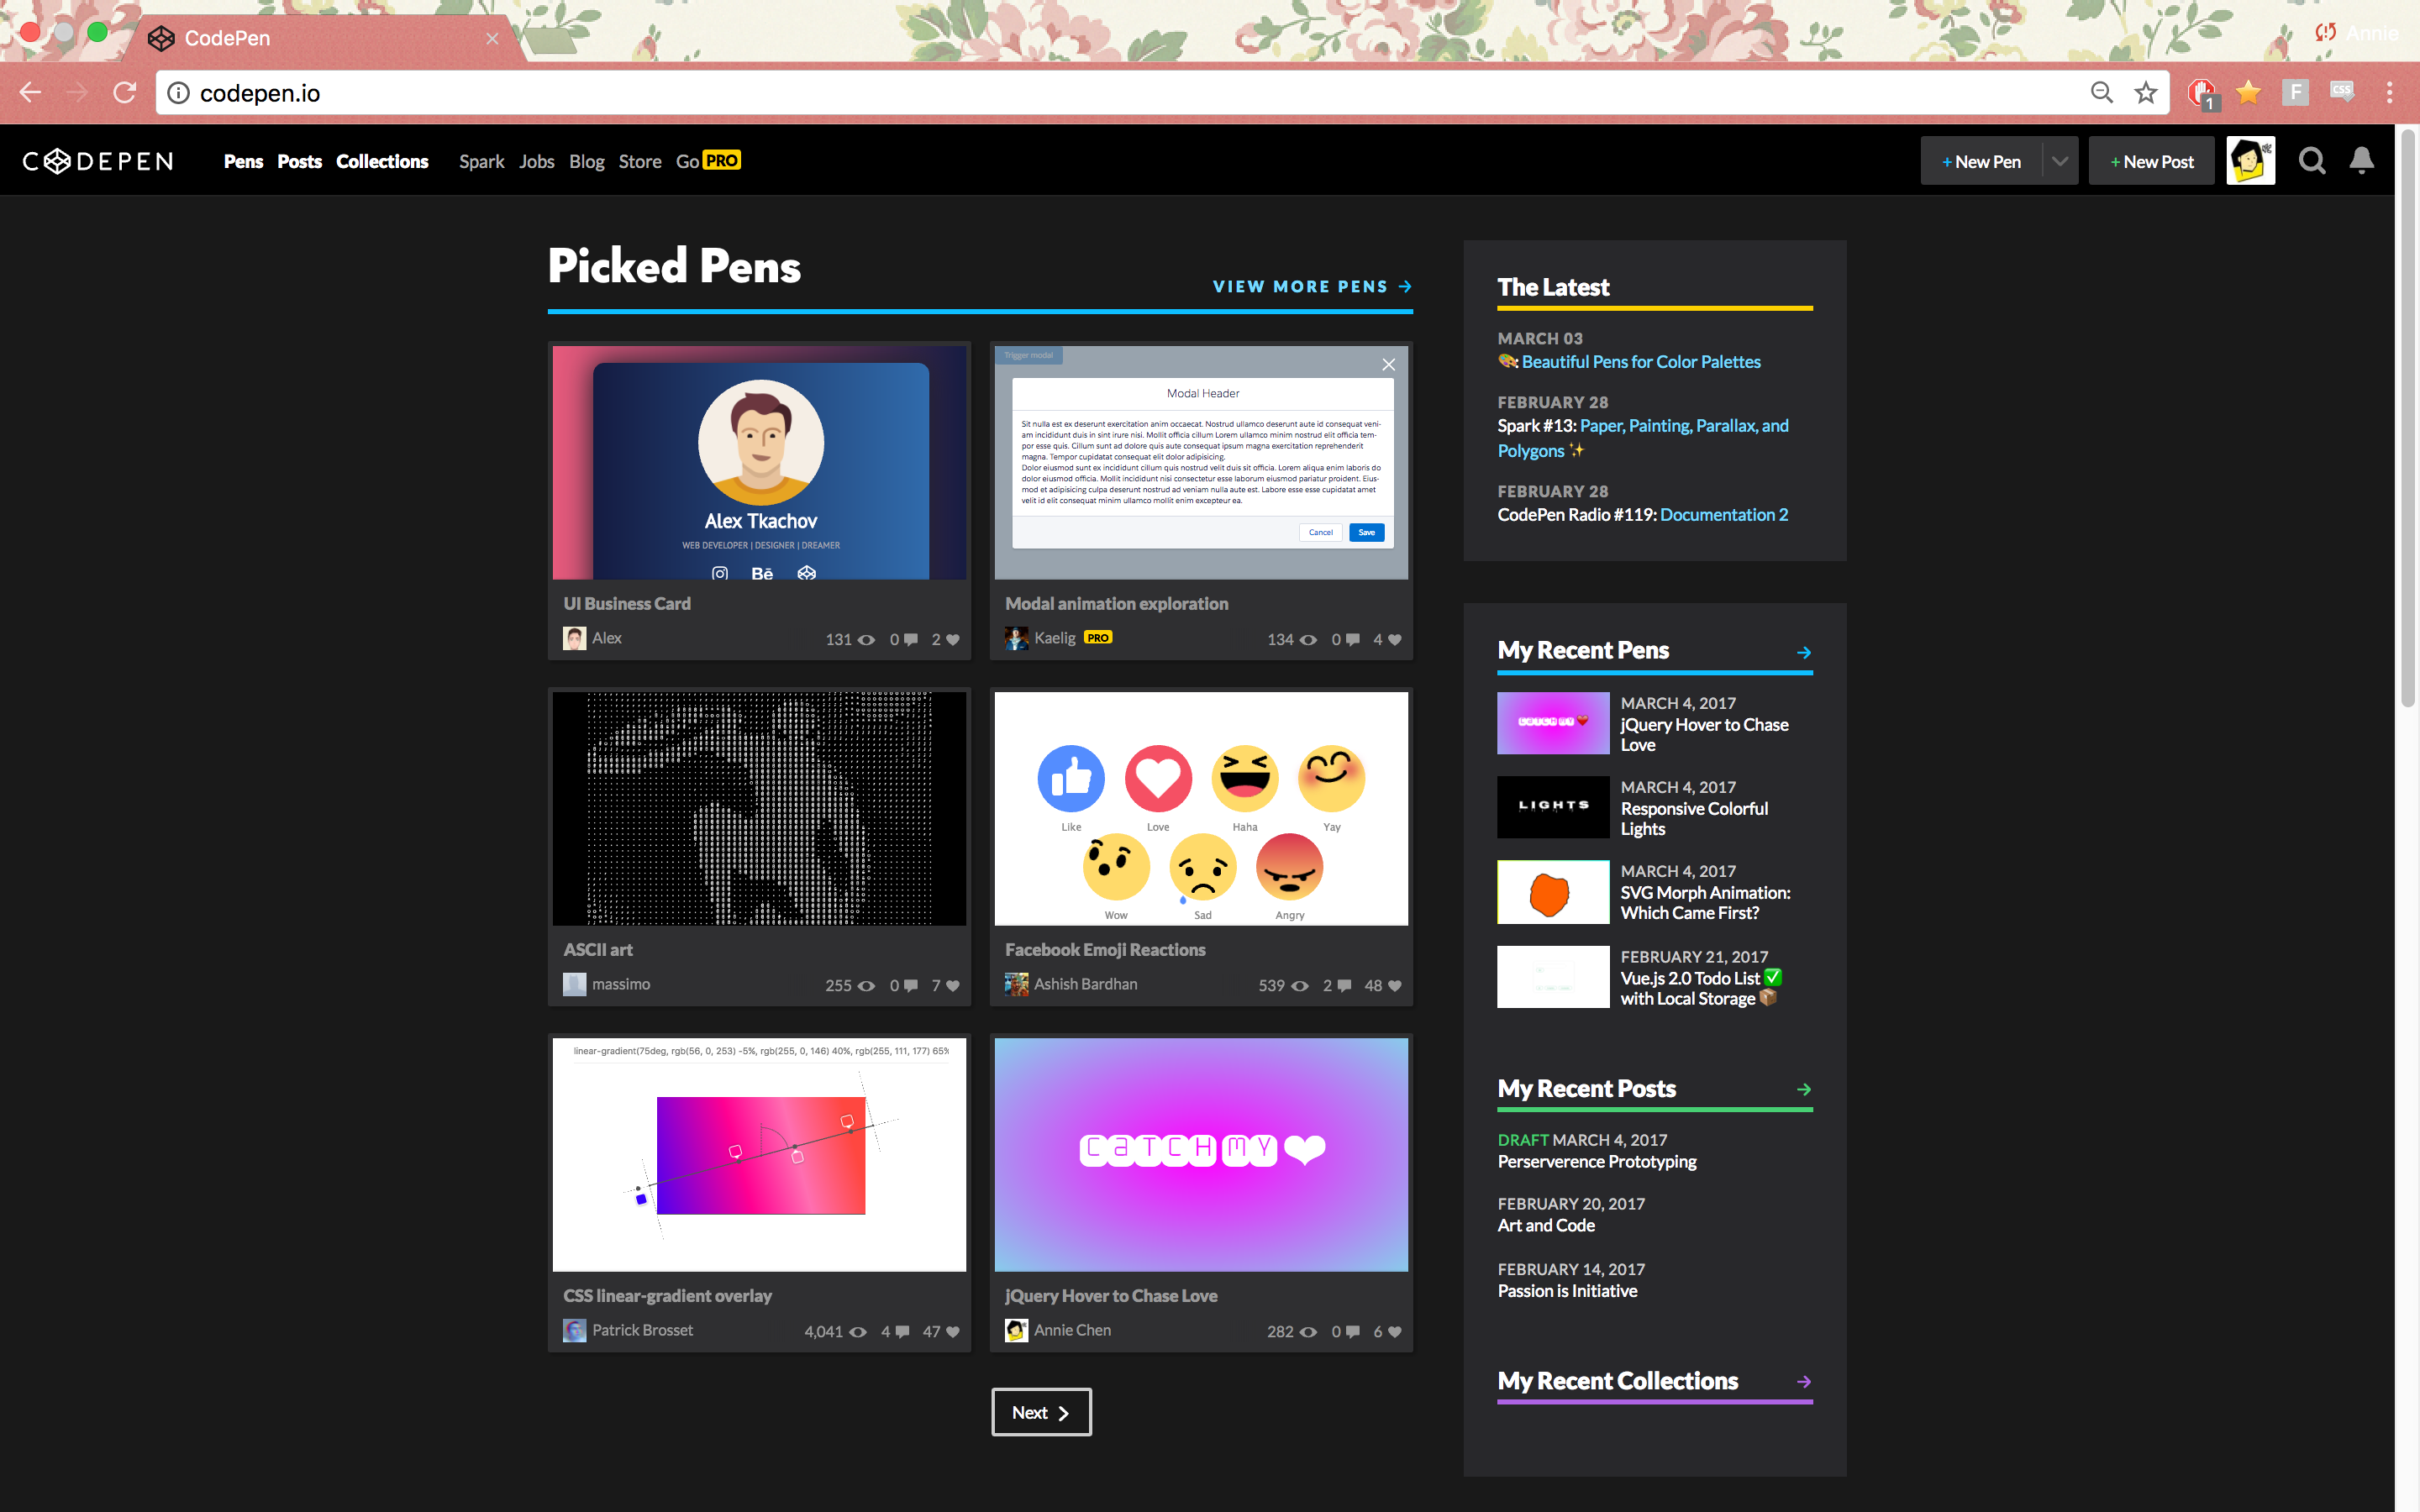 CodePen
Annie
codepen.io
1
F
CSS
CODEPEN
Pens Posts Collections Spark Jobs Blog Store Go PRO
+ New Pen
+ New Post
Picked Pens
VIEW MORE PENS →
Alex Tkachov
WEB DEVELOPER | DESIGNER | DREAMER
Bē
UI Business Card
Alex 131 0 2
Trigger modal
Modal Header
Sit nulla est ex deserunt exercitation anim occaecat. Nostrud ullamco deserunt aute id consequat veni-
am incididunt duis in sint irure nisi. Mollit officia cillum Lorem ullamco minim nostrud elit officia tem-
por esse quis. Cillum sunt ad dolore quis aute consequat ipsum magna exercitation reprehenderit
magna. Tempor cupidatat consequat elit dolor adipisicing.
Dolor eiusmod sunt ex incididunt cillum quis nostrud velit duis sit officia. Lorem aliqua enim laboris do
dolor eiusmod officia. Mollit incididunt nisi consectetur esse laborum eiusmod pariatur proident. Eius-
mod et adipisicing culpa deserunt nostrud ad veniam nulla aute est. Labore esse esse cupidatat amet
velit id elit consequat minim ullamco mollit enim excepteur ea.
Cancel Save
Modal animation exploration
Kaelig PRO 134 0 4
ASCII art
massimo 255 0 7
Like Love Haha Yay
Wow Sad Angry
Facebook Emoji Reactions
Ashish Bardhan 539 2 48
linear-gradient(75deg, rgb(56, 0, 253) -5%, rgb(255, 0, 146) 40%, rgb(255, 111, 177) 65%
CSS linear-gradient overlay
Patrick Brosset 4,041 4 47
CATCH MY ❤
jQuery Hover to Chase Love
Annie Chen 282 0 6
Next
The Latest
MARCH 03
🎨 Beautiful Pens for Color Palettes
FEBRUARY 28
Spark #13: Paper, Painting, Parallax, and
Polygons ✨
FEBRUARY 28
CodePen Radio #119: Documentation 2
My Recent Pens →
CATCH MY ❤
MARCH 4, 2017
jQuery Hover to Chase
Love
LIGHTS
MARCH 4, 2017
Responsive Colorful
Lights
MARCH 4, 2017
SVG Morph Animation:
Which Came First?
FEBRUARY 21, 2017
Vue.js 2.0 Todo List ✅
with Local Storage 📦
My Recent Posts →
DRAFT MARCH 4, 2017
Perserverence Prototyping
FEBRUARY 20, 2017
Art and Code
FEBRUARY 14, 2017
Passion is Initiative
My Recent Collections →